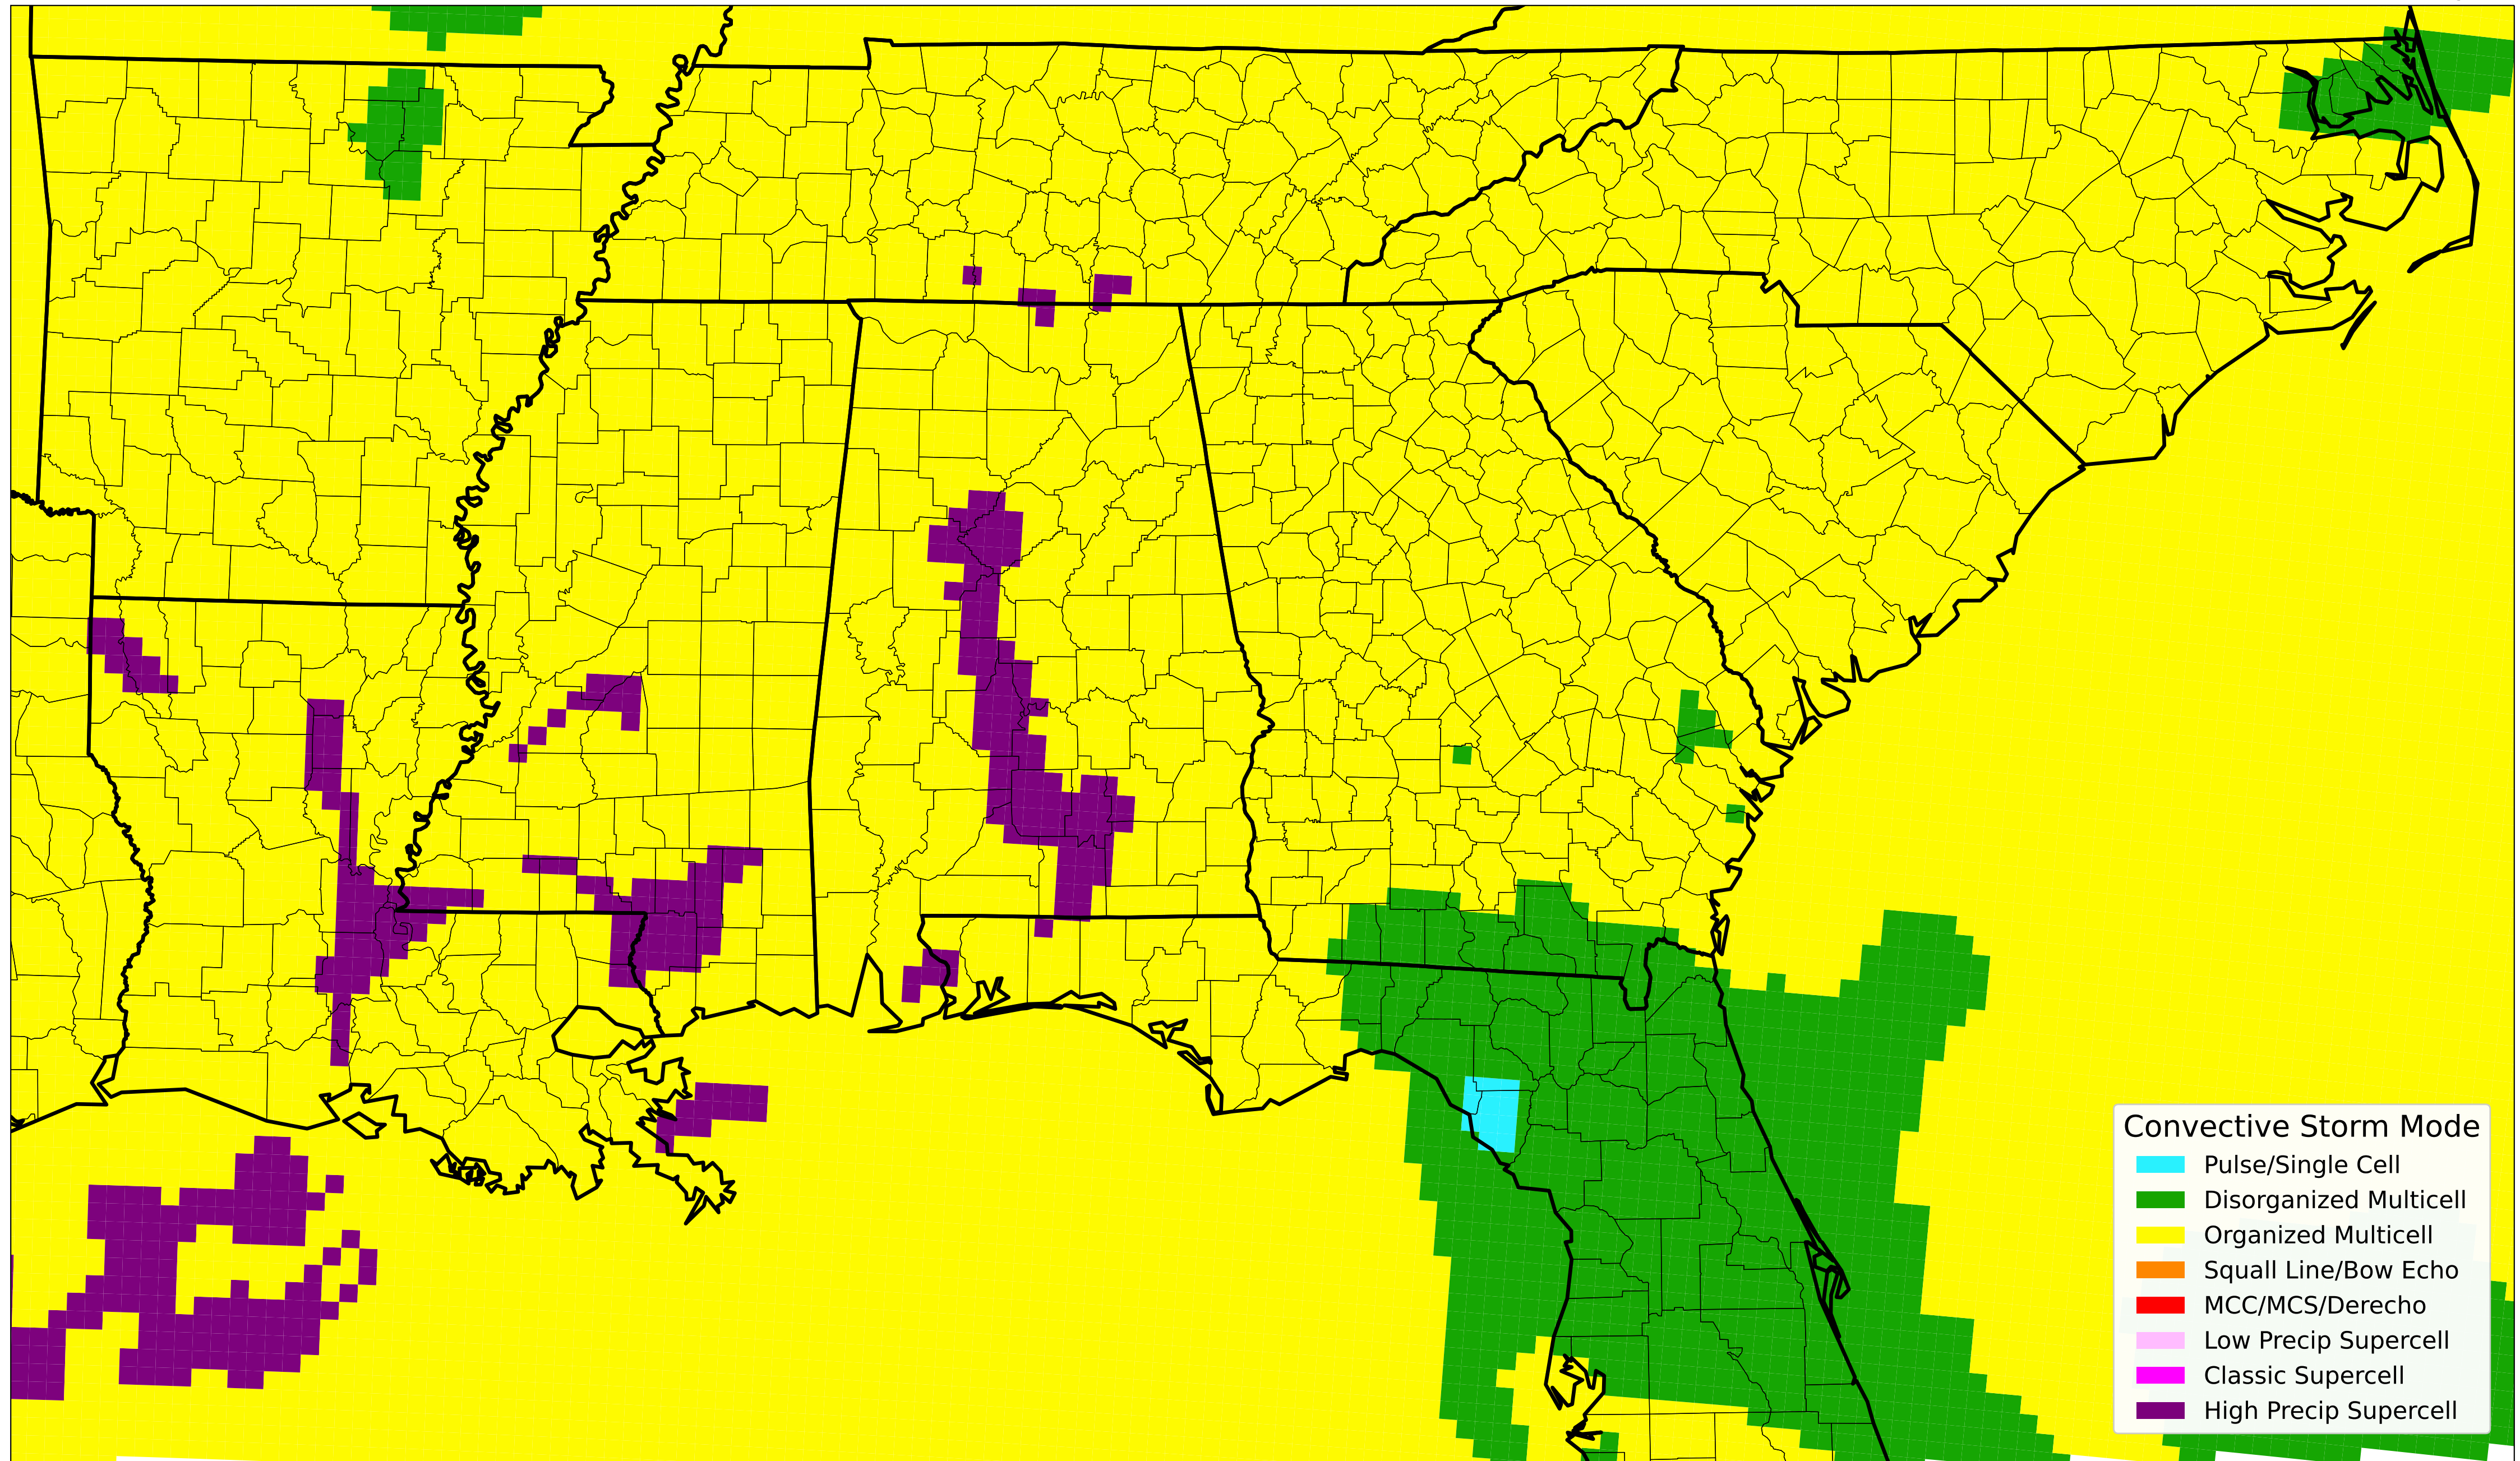 Convective Storm Mode
Pulse/Single Cell
Disorganized Multicell
Organized Multicell
Squall Line/Bow Echo
MCC/MCS/Derecho
Low Precip Supercell
Classic Supercell
High Precip Supercell